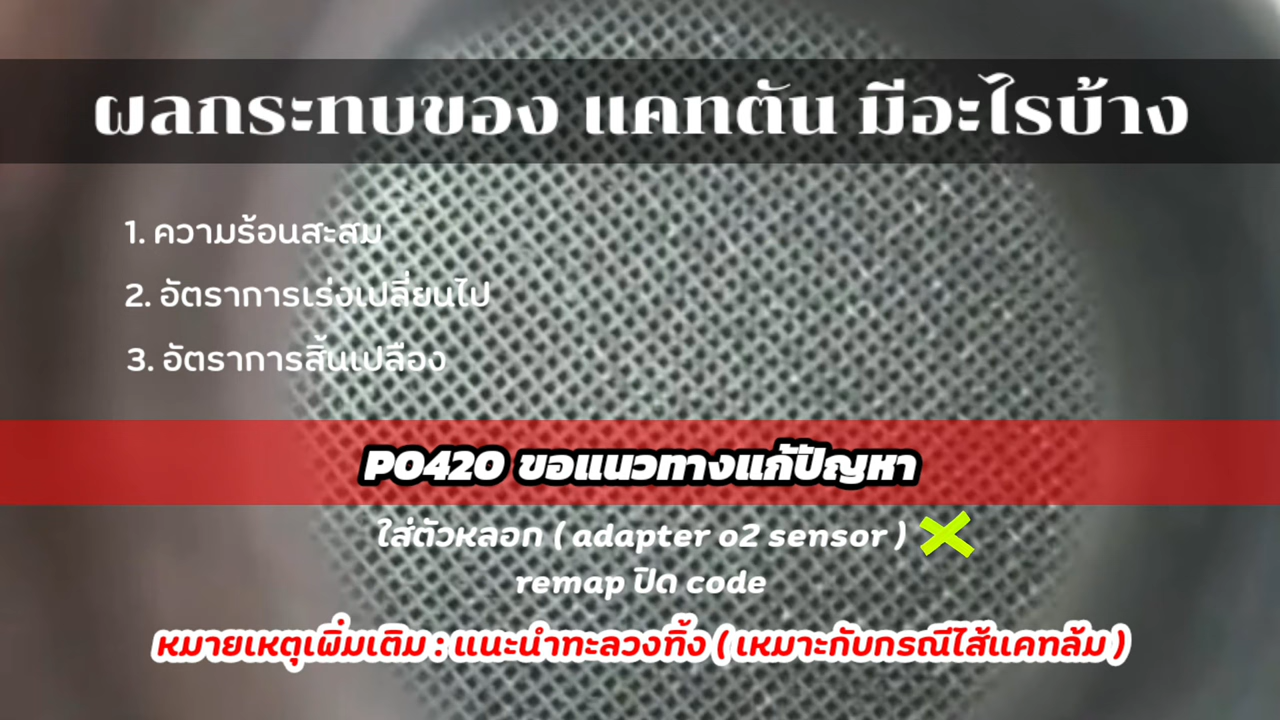 ผลกระทบของ แคทตัน มีอะไรบ้าง
1. ความร้อนสะสม
2. อัตราการเร่งเปลี่ยนไป
3. อัตราการสิ้นเปลือง
P0420 ขอแนวทางแก้ปัญหา
ใส่ตัวหลอก ( adapter o2 sensor )
remap ปิด code
หมายเหตุเพิ่มเติม : แนะนำทะลวงทิ้ง ( เหมาะกับกรณีไส้แคทล้ม )